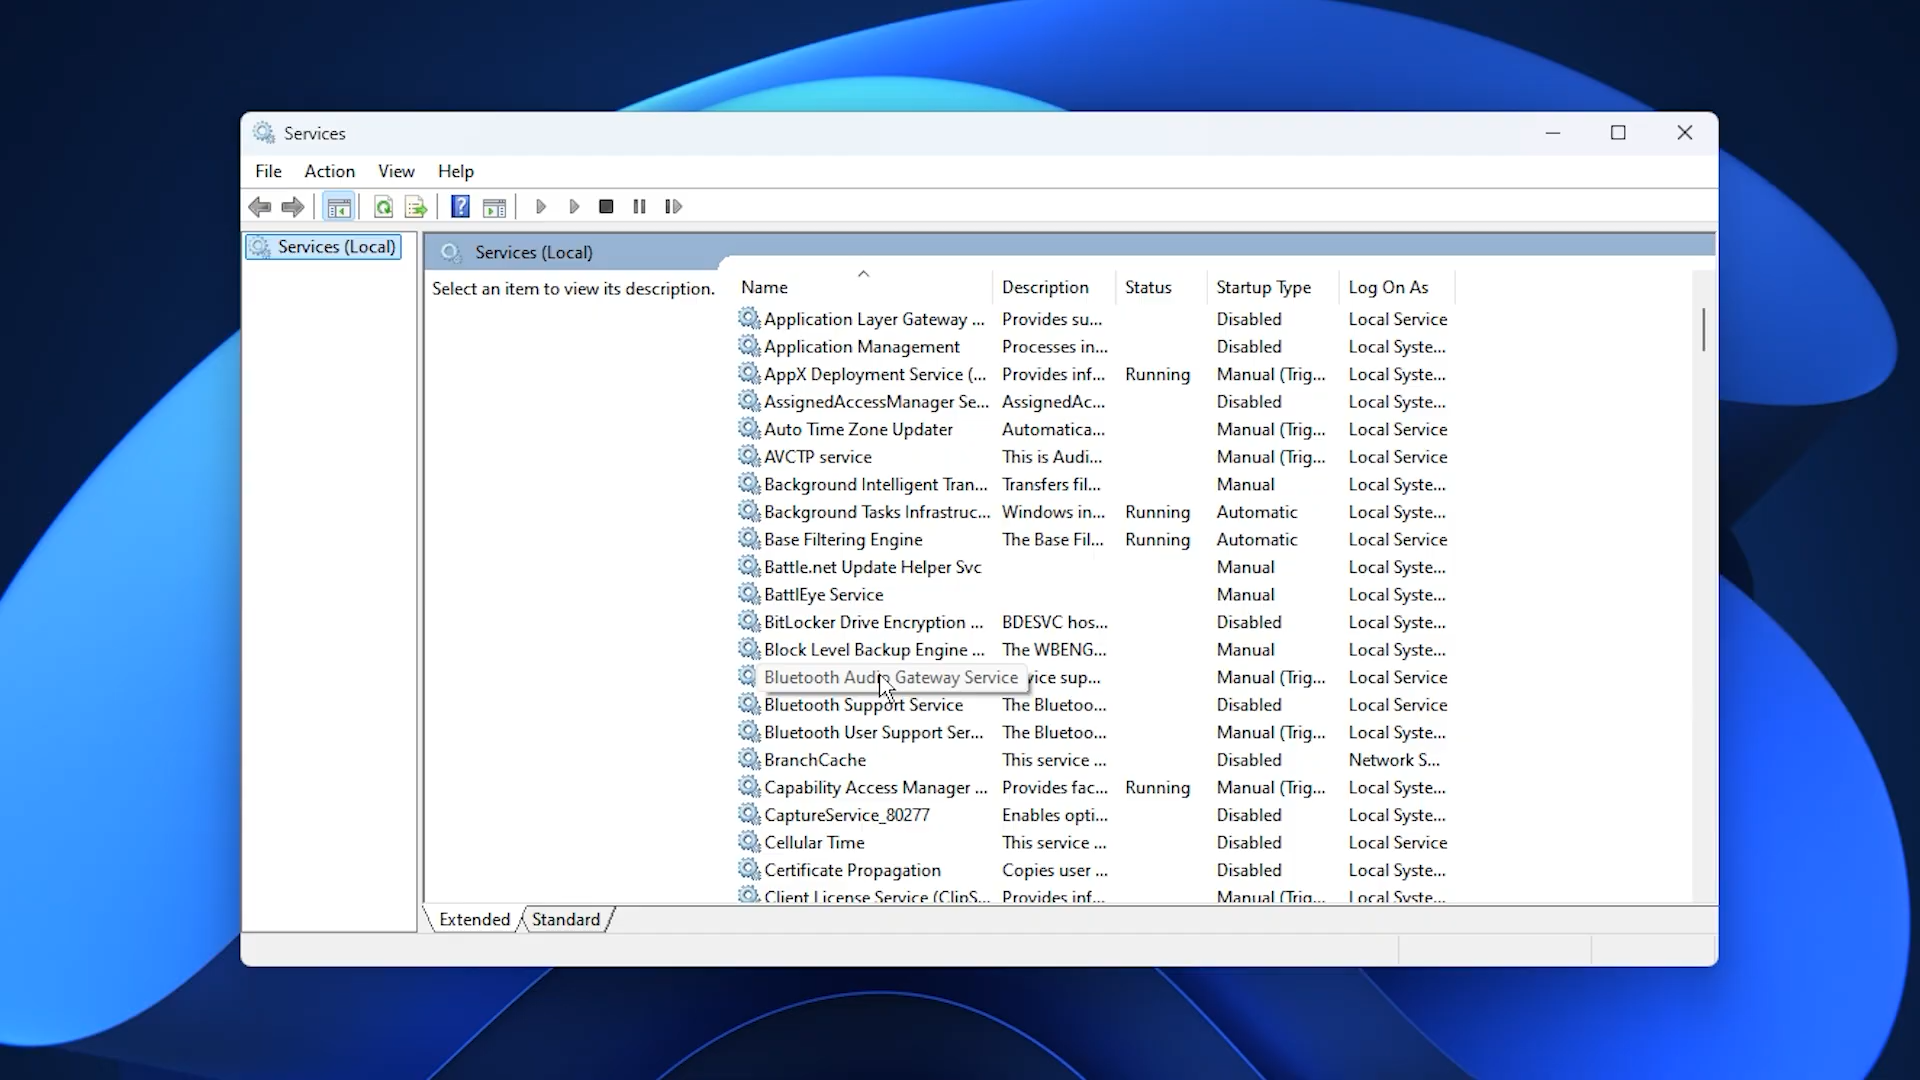 Services
File Action View Help
Services (Local)
Services (Local)
Select an item to view its description.
Name Description Status Startup Type Log On As
Application Layer Gateway ... Provides su... Disabled Local Service
Application Management Processes in... Disabled Local Syste...
AppX Deployment Service (... Provides inf... Running Manual (Trig... Local Syste...
AssignedAccessManager Se... AssignedAc... Disabled Local Syste...
Auto Time Zone Updater Automatica... Manual (Trig... Local Service
AVCTP service This is Audi... Manual (Trig... Local Service
Background Intelligent Tran... Transfers fil... Manual Local Syste...
Background Tasks Infrastruc... Windows in... Running Automatic Local Syste...
Base Filtering Engine The Base Fil... Running Automatic Local Service
Battle.net Update Helper Svc Manual Local Syste...
BattlEye Service Manual Local Syste...
BitLocker Drive Encryption ... BDESVC hos... Disabled Local Syste...
Block Level Backup Engine ... The WBENG... Manual Local Syste...
Bluetooth Audio Gateway Service vice sup... Manual (Trig... Local Service
Bluetooth Support Service The Bluetoo... Disabled Local Service
Bluetooth User Support Ser... The Bluetoo... Manual (Trig... Local Syste...
BranchCache This service ... Disabled Network S...
Capability Access Manager ... Provides fac... Running Manual (Trig... Local Syste...
CaptureService_80277 Enables opti... Disabled Local Syste...
Cellular Time This service ... Disabled Local Service
Certificate Propagation Copies user ... Disabled Local Syste...
Client License Service (ClipS... Provides inf... Manual (Trig... Local Syste...
Extended Standard